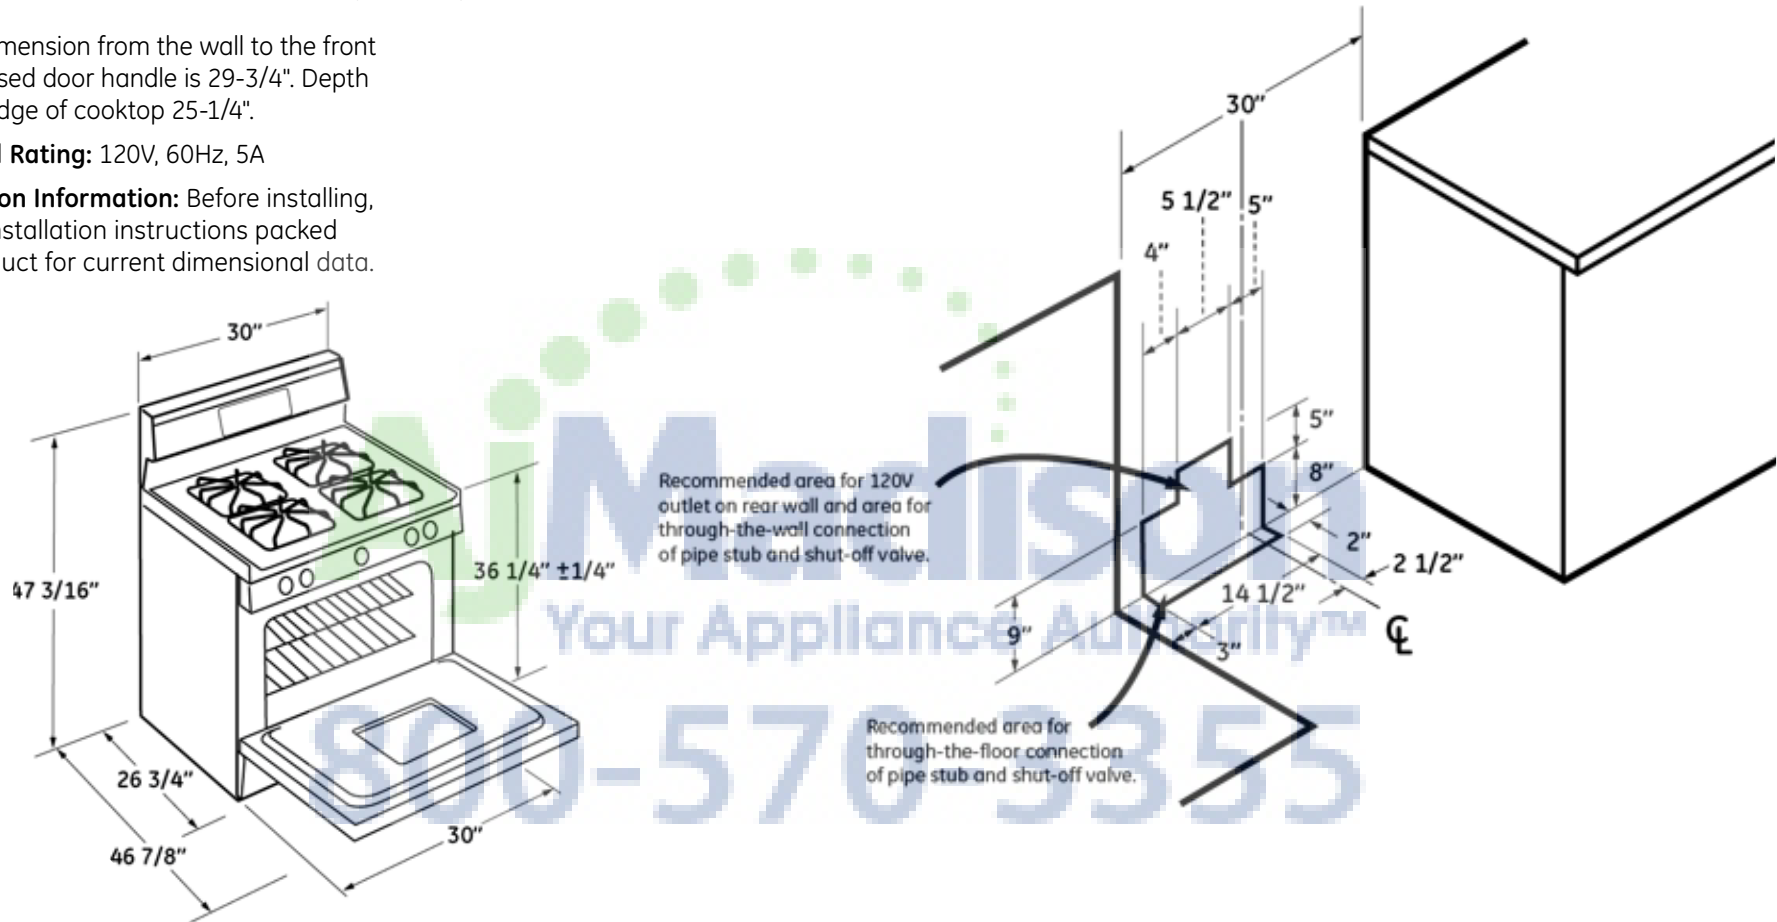 mension from the wall to the front
sed door handle is 29-3/4". Depth
dge of cooktop 25-1/4".
Rating: 120V, 60Hz, 5A
on Information: Before installing,
nstallation instructions packed
uct for current dimensional data.
30"
47 3/16"
36 1/4" ±1/4"
26 3/4"
46 7/8"
30"
30"
5 1/2" 5"
4"
5"
8"
Recommended area for 120V
outlet on rear wall and area for
through-the-wall connection
of pipe stub and shut-off valve.
2"
2 1/2"
14 1/2"
℄
9"
3"
Recommended area for
through-the-floor connection
of pipe stub and shut-off valve.
AjMadison
Your Appliance Authority™
800-570-3355